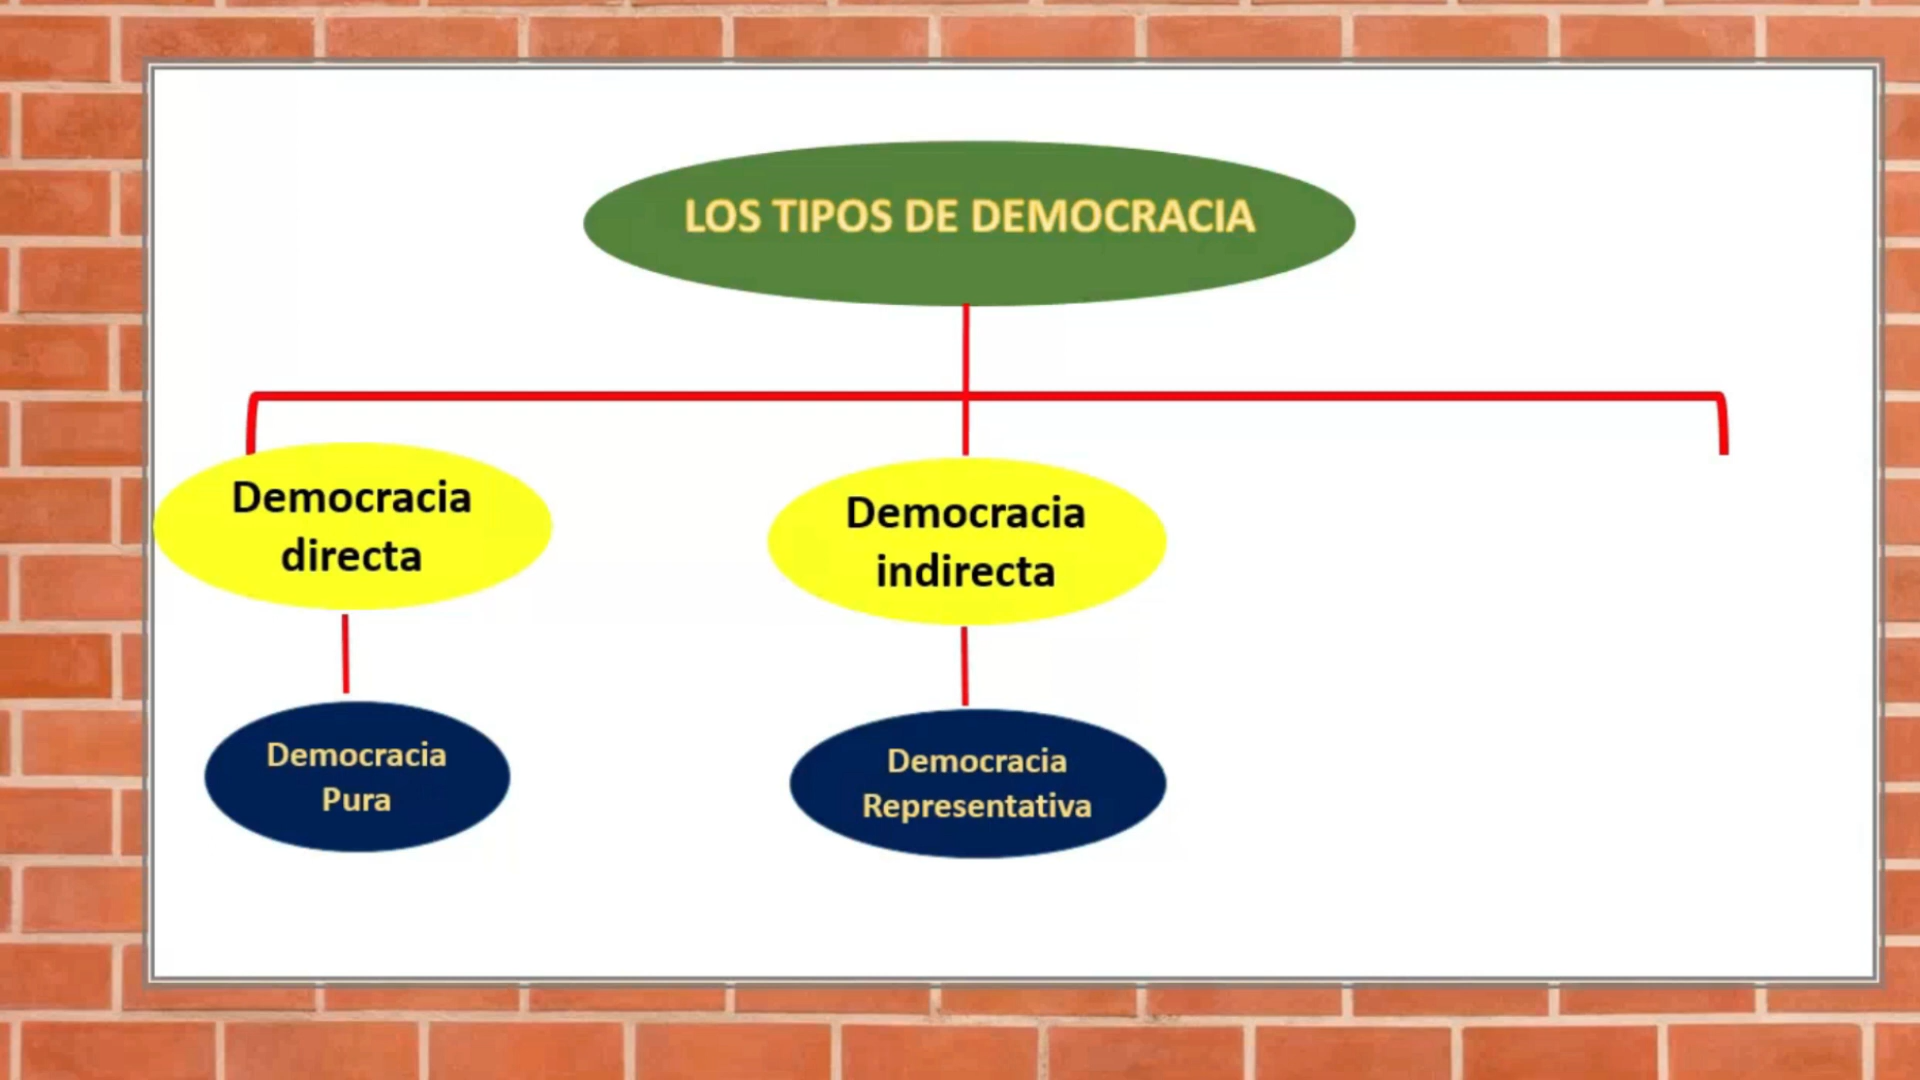 LOS TIPOS DE DEMOCRACIA
Democracia
directa
Democracia
indirecta
Democracia
Pura
Democracia
Representativa